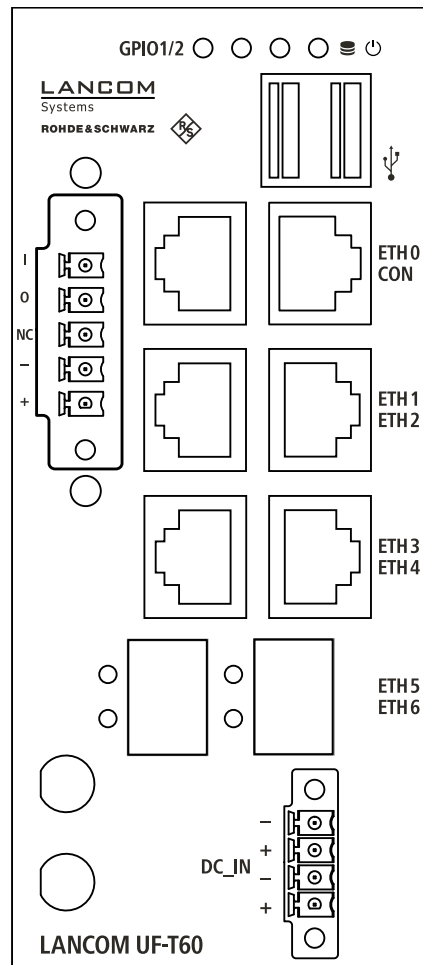 GPIO1/2
LANCOM
Systems
ROHDE&SCHWARZ
R S
ETH 0
CON
I
O
NC
−
+
ETH 1
ETH 2
ETH 3
ETH 4
ETH 5
ETH 6
DC_IN
−
+
−
+
LANCOM UF-T60